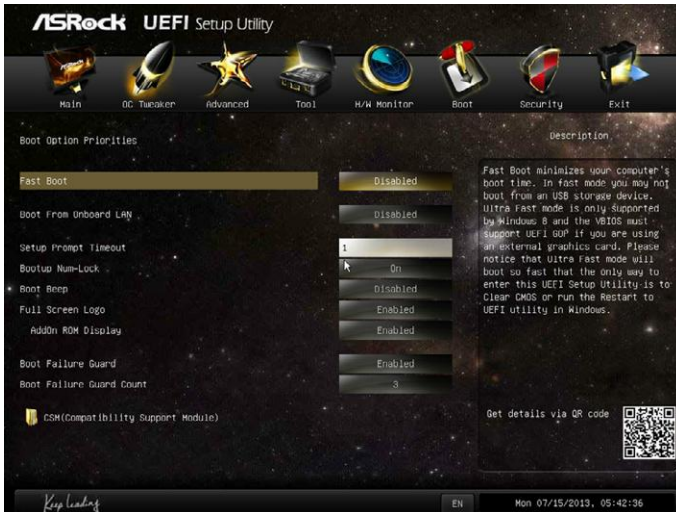 ASRock UEFI Setup Utility
Main OC Tweaker Advanced Tool H/W Monitor Boot Security Exit
Boot Option Priorities
Description
Fast Boot Disabled
Fast Boot minimizes your computer's
boot time. In fast mode you may not
boot from an USB storage device.
Ultra Fast mode is only supported
by Windows 8 and the VBIOS must
support UEFI GOP if you are using
an external graphics card. Please
notice that Ultra Fast mode will
boot so fast that the only way to
enter this UEFI Setup Utility is to
Clear CMOS or run the Restart to
UEFI utility in Windows.
Boot From Onboard LAN Disabled
Setup Prompt Timeout 1
Bootup Num-Lock On
Boot Beep Disabled
Full Screen Logo Enabled
AddOn ROM Display Enabled
Boot Failure Guard Enabled
Boot Failure Guard Count 3
CSM(Compatibility Support Module)
Get details via QR code
Keep Leading
EN Mon 07/15/2013, 05:42:36